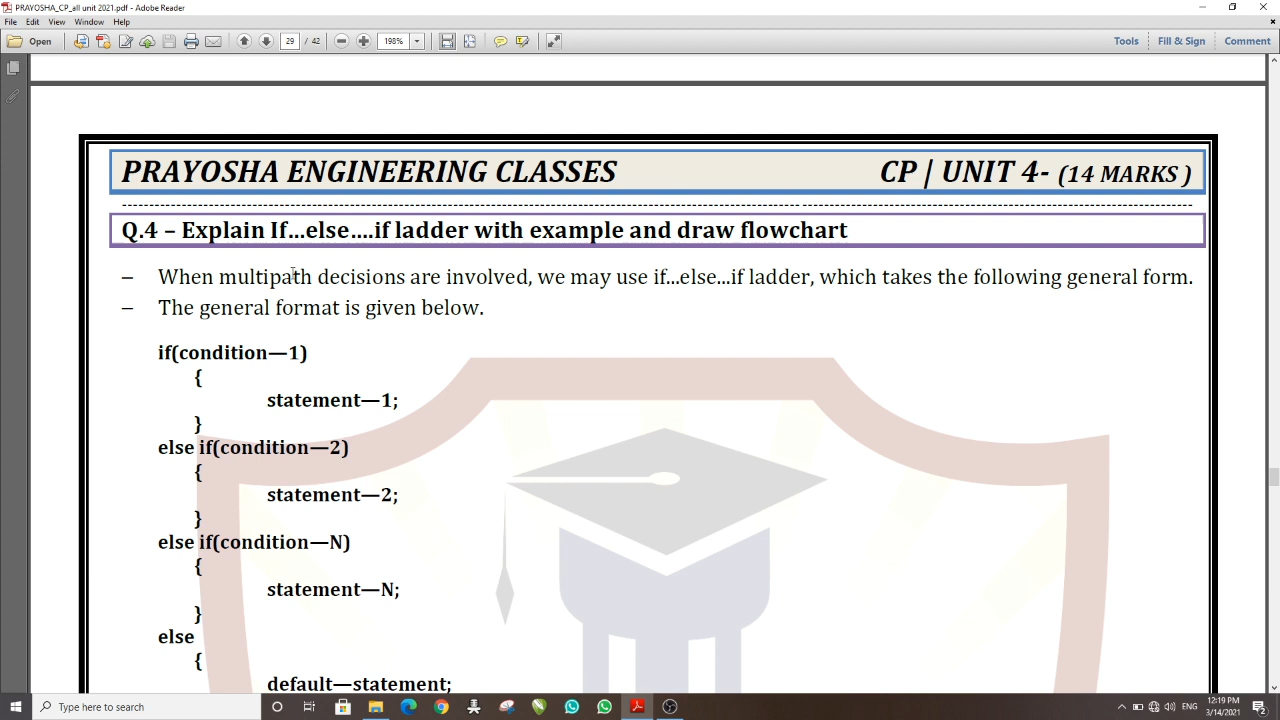 PRAYOSHA_CP_all unit 2021.pdf - Adobe Reader
File Edit View Window Help
Open 29 / 42 198% Tools Fill & Sign Comment
PRAYOSHA ENGINEERING CLASSES CP | UNIT 4- (14 MARKS )
Q.4 – Explain If...else....if ladder with example and draw flowchart
– When multipath decisions are involved, we may use if...else...if ladder, which takes the following general form.
– The general format is given below.
if(condition—1)
{
statement—1;
}
else if(condition—2)
{
statement—2;
}
else if(condition—N)
{
statement—N;
}
else
{
default—statement;
Type here to search
ENG
12:19 PM
3/14/2021
2